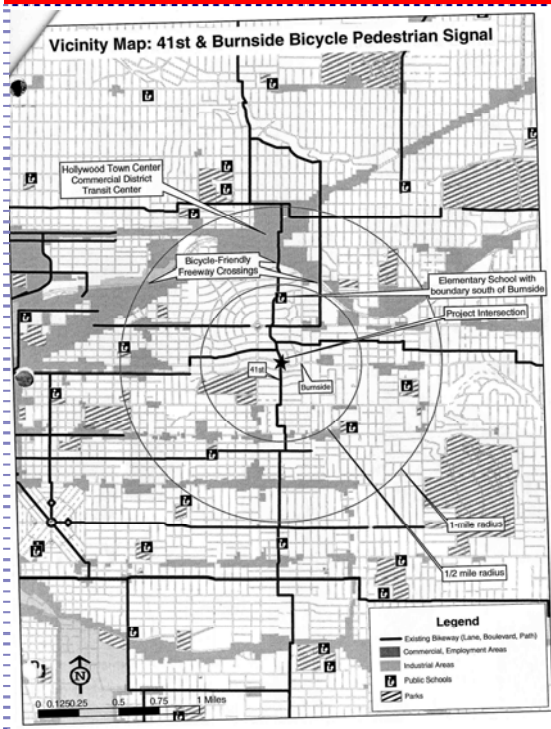 Vicinity Map: 41st & Burnside Bicycle Pedestrian Signal
Hollywood Town Center
Commercial District
Transit Center
Bicycle-Friendly
Freeway Crossings
Elementary School with
boundary south of Burnside
Project Intersection
41st
Burnside
1-mile radius
1/2 mile radius
Legend
Existing Bikeway (Lane, Boulevard, Path)
Commercial, Employment Areas
Industrial Areas
Public Schools
Parks
N
0 0.125 0.25 0.5 0.75 1 Miles